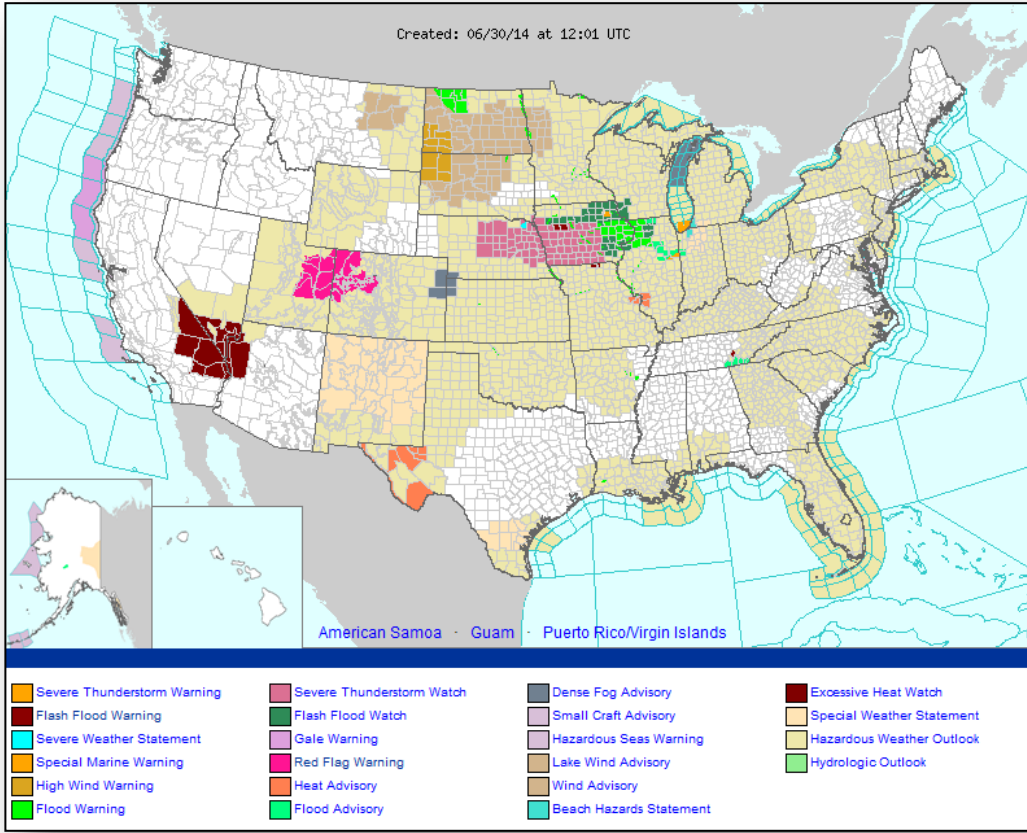 Created: 06/30/14 at 12:01 UTC
American Samoa · Guam · Puerto Rico/Virgin Islands
Severe Thunderstorm Warning
Flash Flood Warning
Severe Weather Statement
Special Marine Warning
High Wind Warning
Flood Warning
Severe Thunderstorm Watch
Flash Flood Watch
Gale Warning
Red Flag Warning
Heat Advisory
Flood Advisory
Dense Fog Advisory
Small Craft Advisory
Hazardous Seas Warning
Lake Wind Advisory
Wind Advisory
Beach Hazards Statement
Excessive Heat Watch
Special Weather Statement
Hazardous Weather Outlook
Hydrologic Outlook